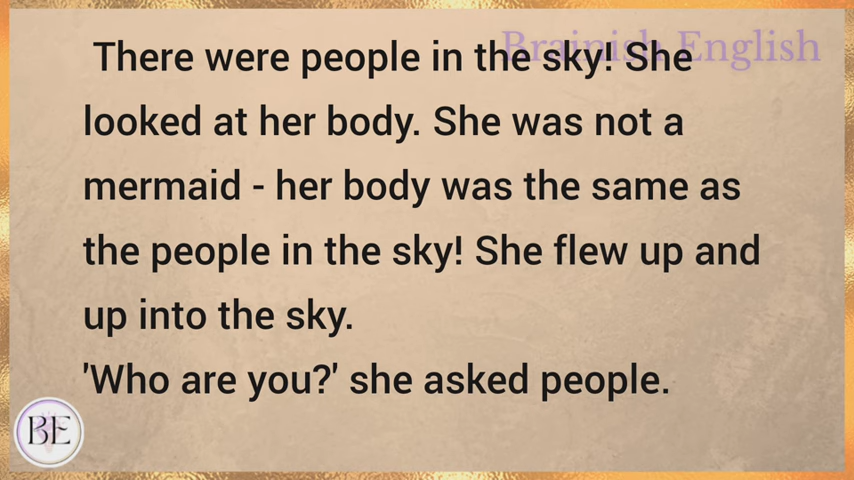 Brainish English
There were people in the sky! She
looked at her body. She was not a
mermaid - her body was the same as
the people in the sky! She flew up and
up into the sky.
'Who are you?' she asked people.
BE